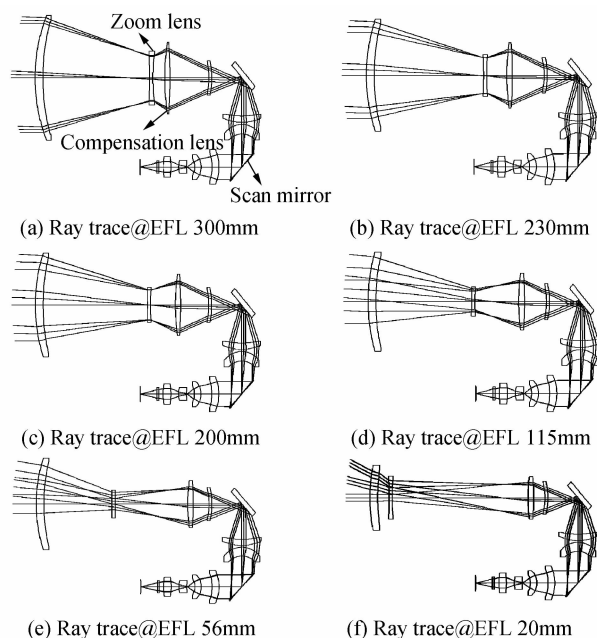 Zoom lens
Compensation lens
Scan mirror
(a) Ray trace@EFL 300mm
(b) Ray trace@EFL 230mm
(c) Ray trace@EFL 200mm
(d) Ray trace@EFL 115mm
(e) Ray trace@EFL 56mm
(f) Ray trace@EFL 20mm